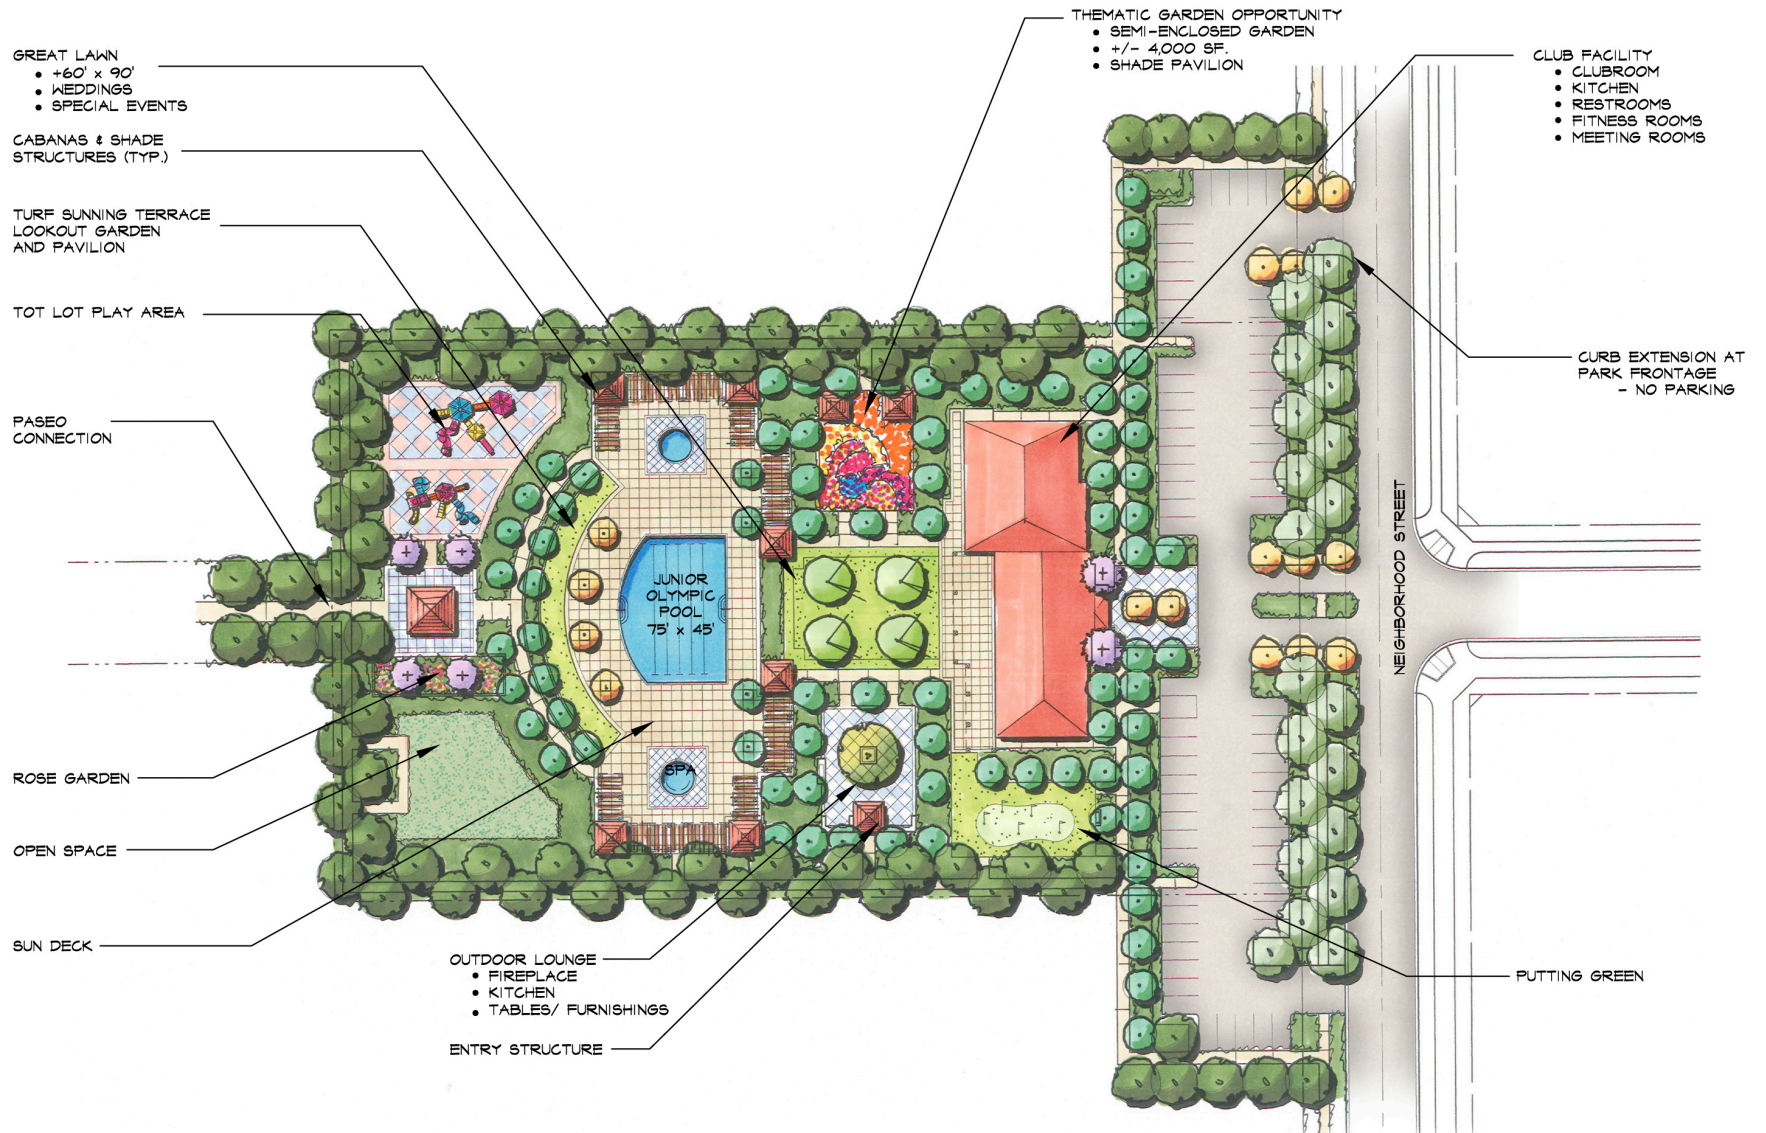 GREAT LAWN
• +60' x 90'
• WEDDINGS
• SPECIAL EVENTS
CABANAS & SHADE
STRUCTURES (TYP.)
TURF SUNNING TERRACE
LOOKOUT GARDEN
AND PAVILION
TOT LOT PLAY AREA
PASEO
CONNECTION
ROSE GARDEN
OPEN SPACE
SUN DECK
THEMATIC GARDEN OPPORTUNITY
• SEMI-ENCLOSED GARDEN
• +/- 4,000 SF.
• SHADE PAVILION
CLUB FACILITY
• CLUBROOM
• KITCHEN
• RESTROOMS
• FITNESS ROOMS
• MEETING ROOMS
CURB EXTENSION AT
PARK FRONTAGE
- NO PARKING
NEIGHBORHOOD STREET
JUNIOR
OLYMPIC
POOL
75' x 45'
SPA
OUTDOOR LOUNGE
• FIREPLACE
• KITCHEN
• TABLES/ FURNISHINGS
ENTRY STRUCTURE
PUTTING GREEN